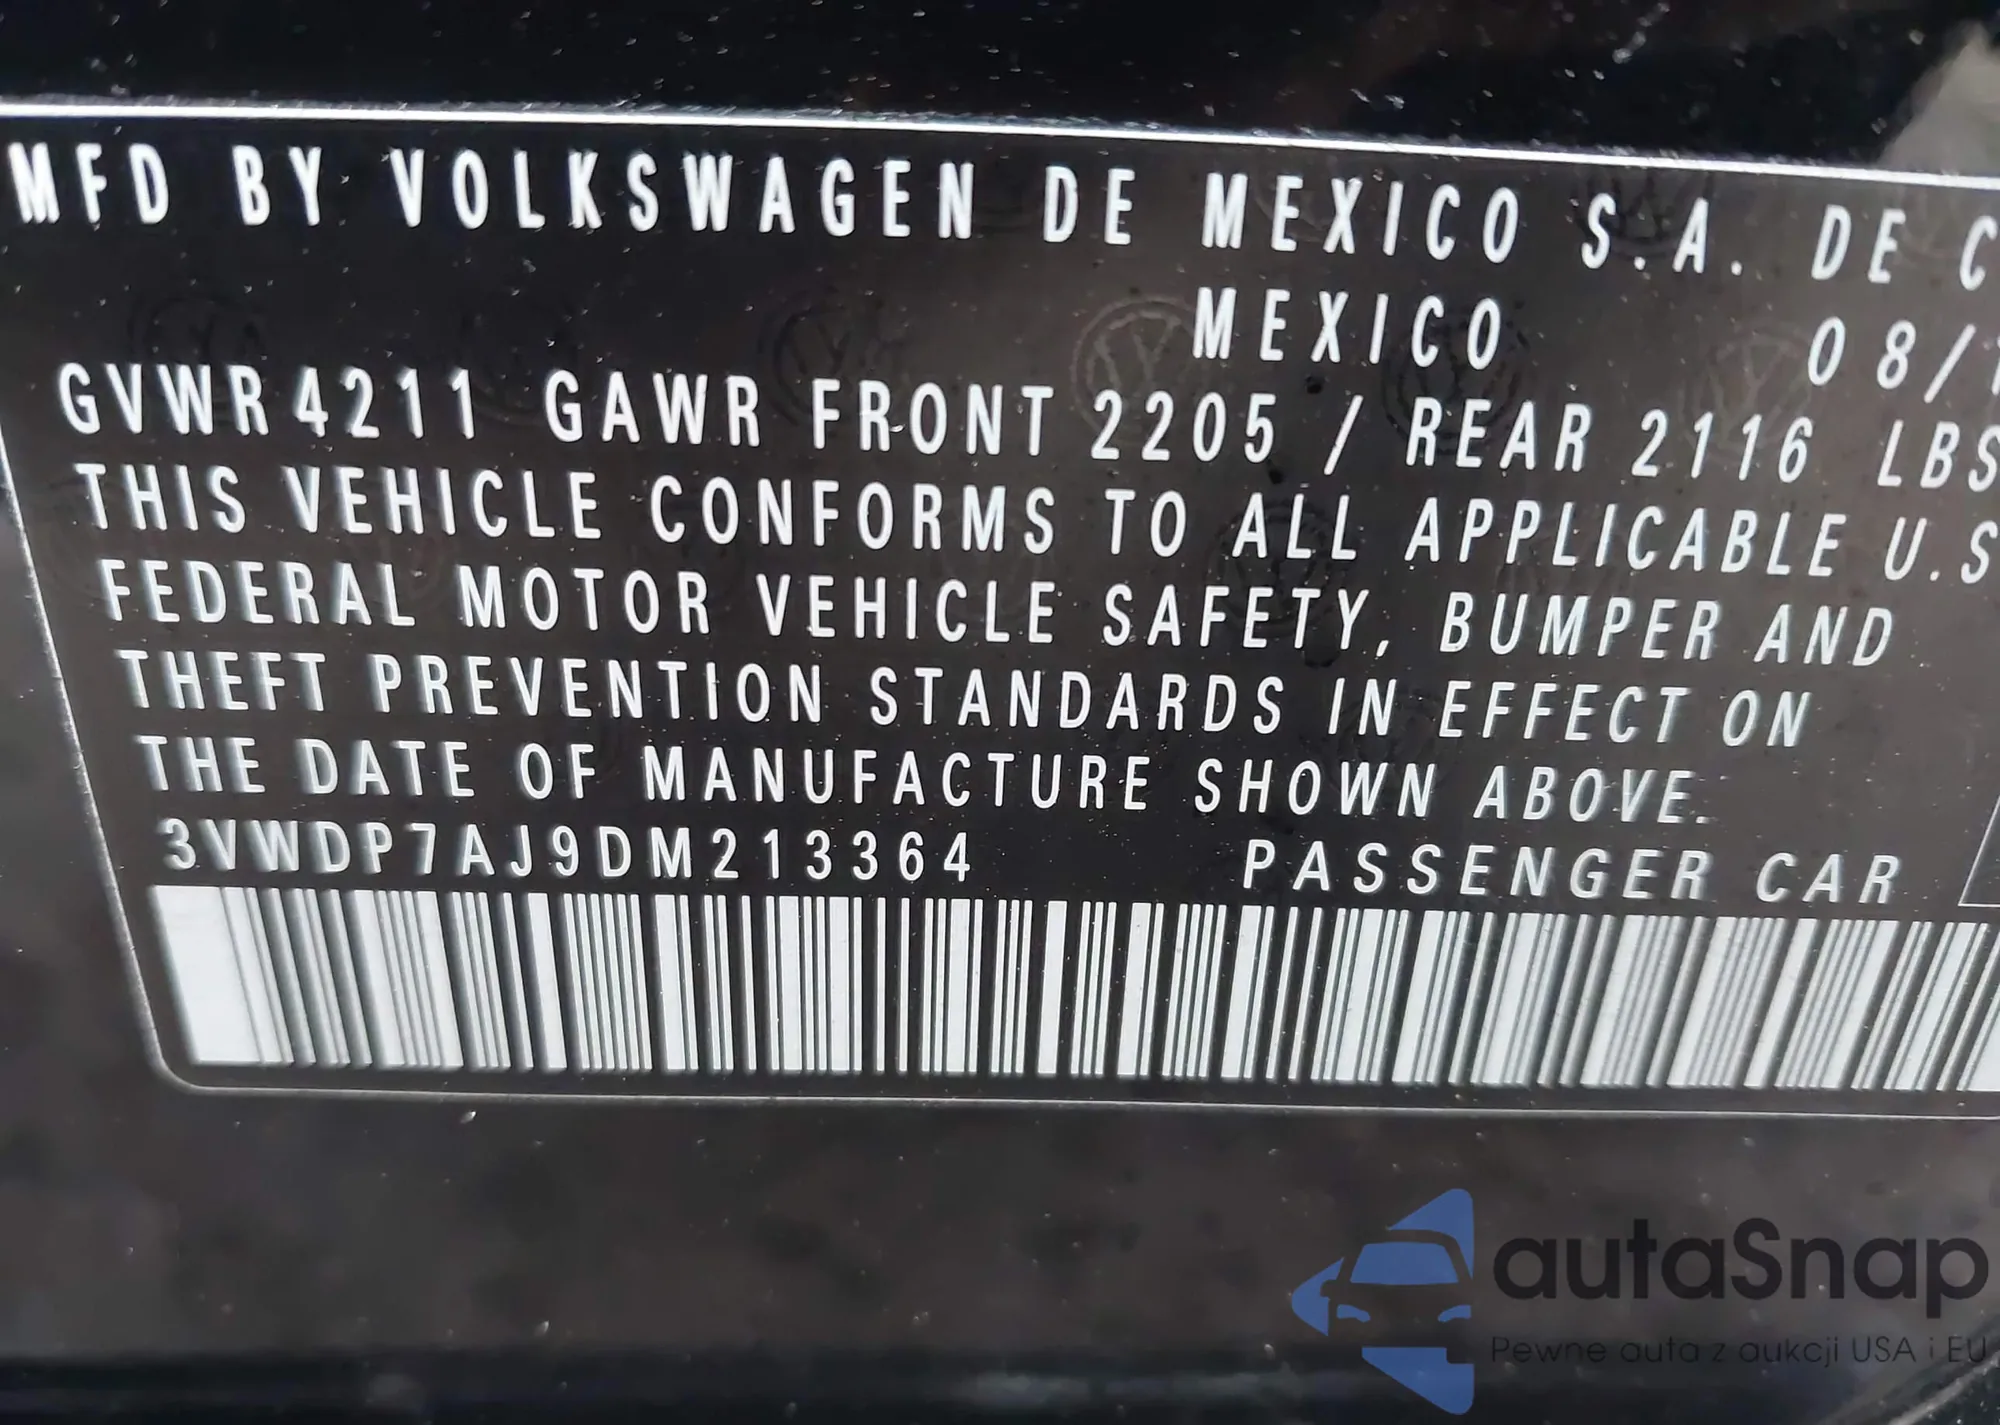 MFD BY VOLKSWAGEN DE MEXICO S.A. DE C
MEXICO 08/1
GVWR 4211 GAWR FRONT 2205 / REAR 2116 LBS
THIS VEHICLE CONFORMS TO ALL APPLICABLE U.S
FEDERAL MOTOR VEHICLE SAFETY, BUMPER AND
THEFT PREVENTION STANDARDS IN EFFECT ON
THE DATE OF MANUFACTURE SHOWN ABOVE.
3VWDP7AJ9DM213364 PASSENGER CAR
autaSnap
Pewne auta z aukcji USA i EU